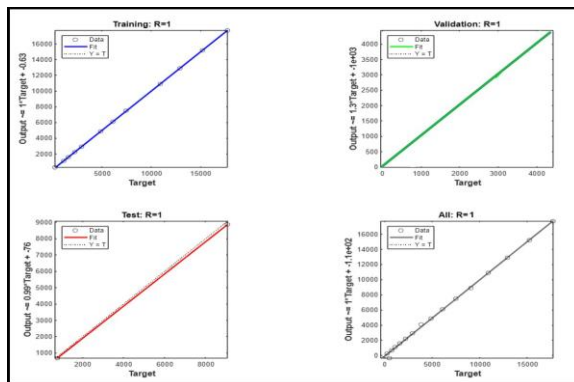 Training: R=1
Output ~= 1*Target + -0.63
16000
14000
12000
10000
8000
6000
4000
2000
Data
Fit
Y = T
5000 10000 15000
Target
Validation: R=1
Output ~= 1.3*Target + -1e+03
4000
3500
3000
2500
2000
1500
1000
500
0
Data
Fit
Y = T
0 1000 2000 3000 4000
Target
Test: R=1
Output ~= 0.99*Target + -76
9000
8000
7000
6000
5000
4000
3000
2000
1000
Data
Fit
Y = T
2000 4000 6000 8000
Target
All: R=1
Output ~= 1*Target + -1.1e+02
16000
14000
12000
10000
8000
6000
4000
2000
0
Data
Fit
Y = T
0 5000 10000 15000
Target